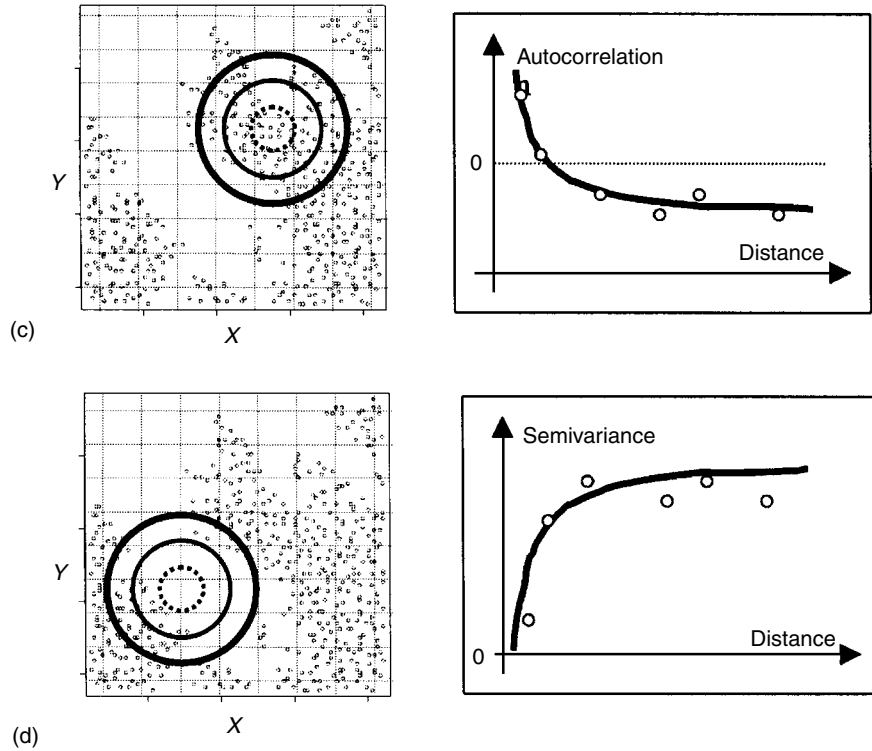 Y
X
(c)
Autocorrelation
0
Distance
Y
X
(d)
Semivariance
0
Distance